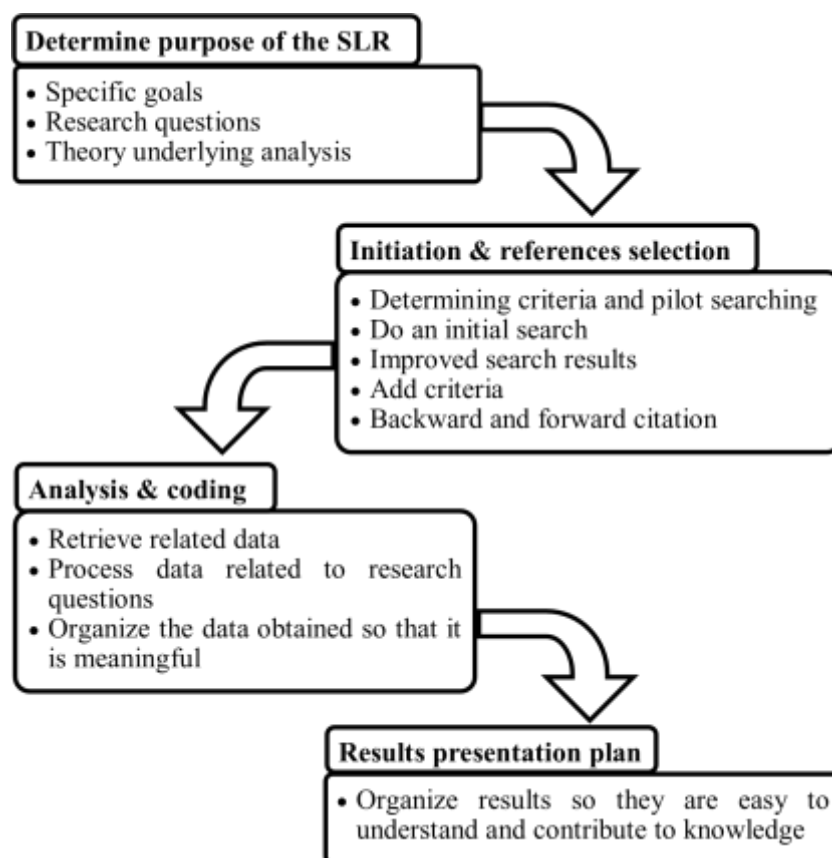 Determine purpose of the SLR
• Specific goals
• Research questions
• Theory underlying analysis
Initiation & references selection
• Determining criteria and pilot searching
• Do an initial search
• Improved search results
• Add criteria
• Backward and forward citation
Analysis & coding
• Retrieve related data
• Process data related to research
questions
• Organize the data obtained so that it
is meaningful
Results presentation plan
• Organize results so they are easy to
understand and contribute to knowledge